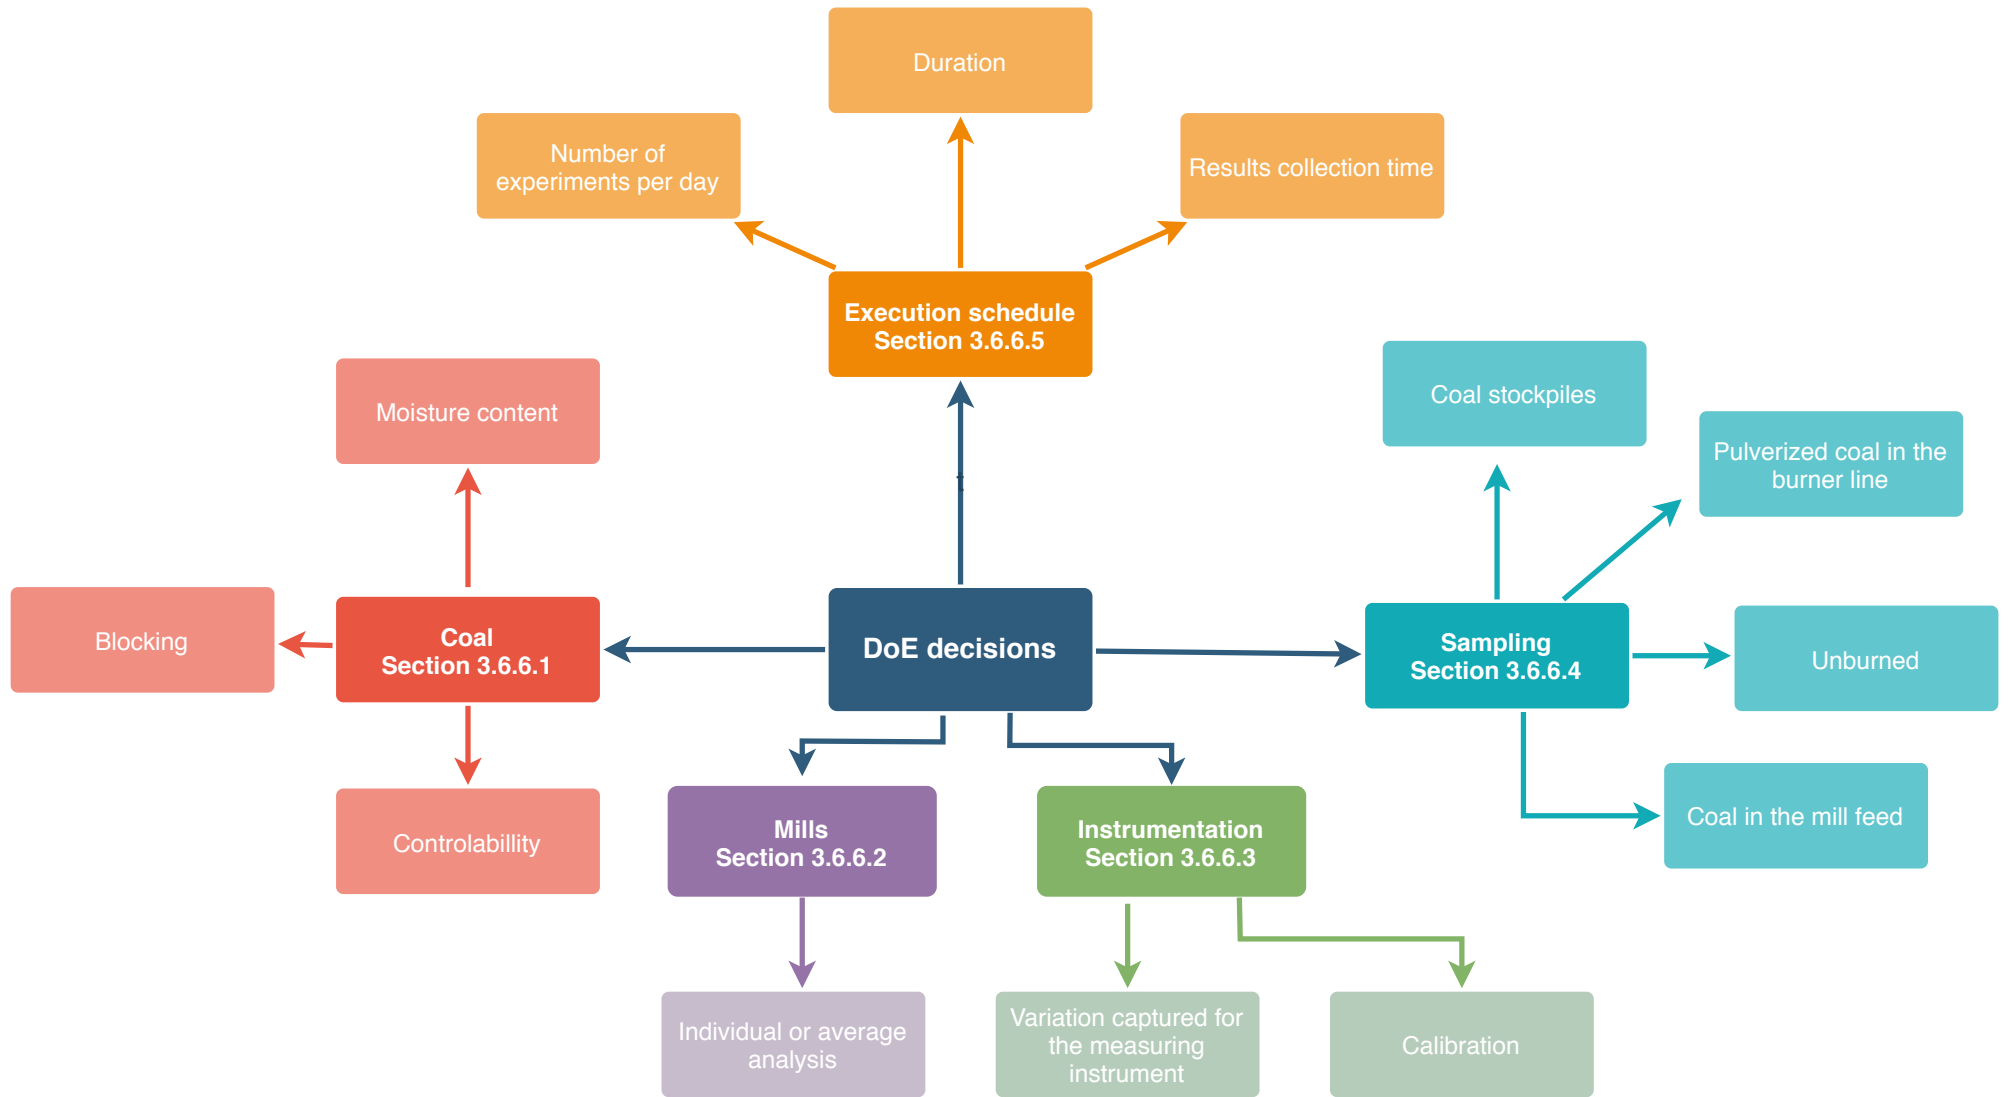 Duration
Number of
experiments per day
Results collection time
Execution schedule
Section 3.6.6.5
Moisture content
Coal stockpiles
Pulverized coal in the
burner line
Blocking
Coal
Section 3.6.6.1
DoE decisions
Sampling
Section 3.6.6.4
Unburned
Controlabillity
Mills
Section 3.6.6.2
Instrumentation
Section 3.6.6.3
Coal in the mill feed
Individual or average
analysis
Variation captured for
the measuring
instrument
Calibration